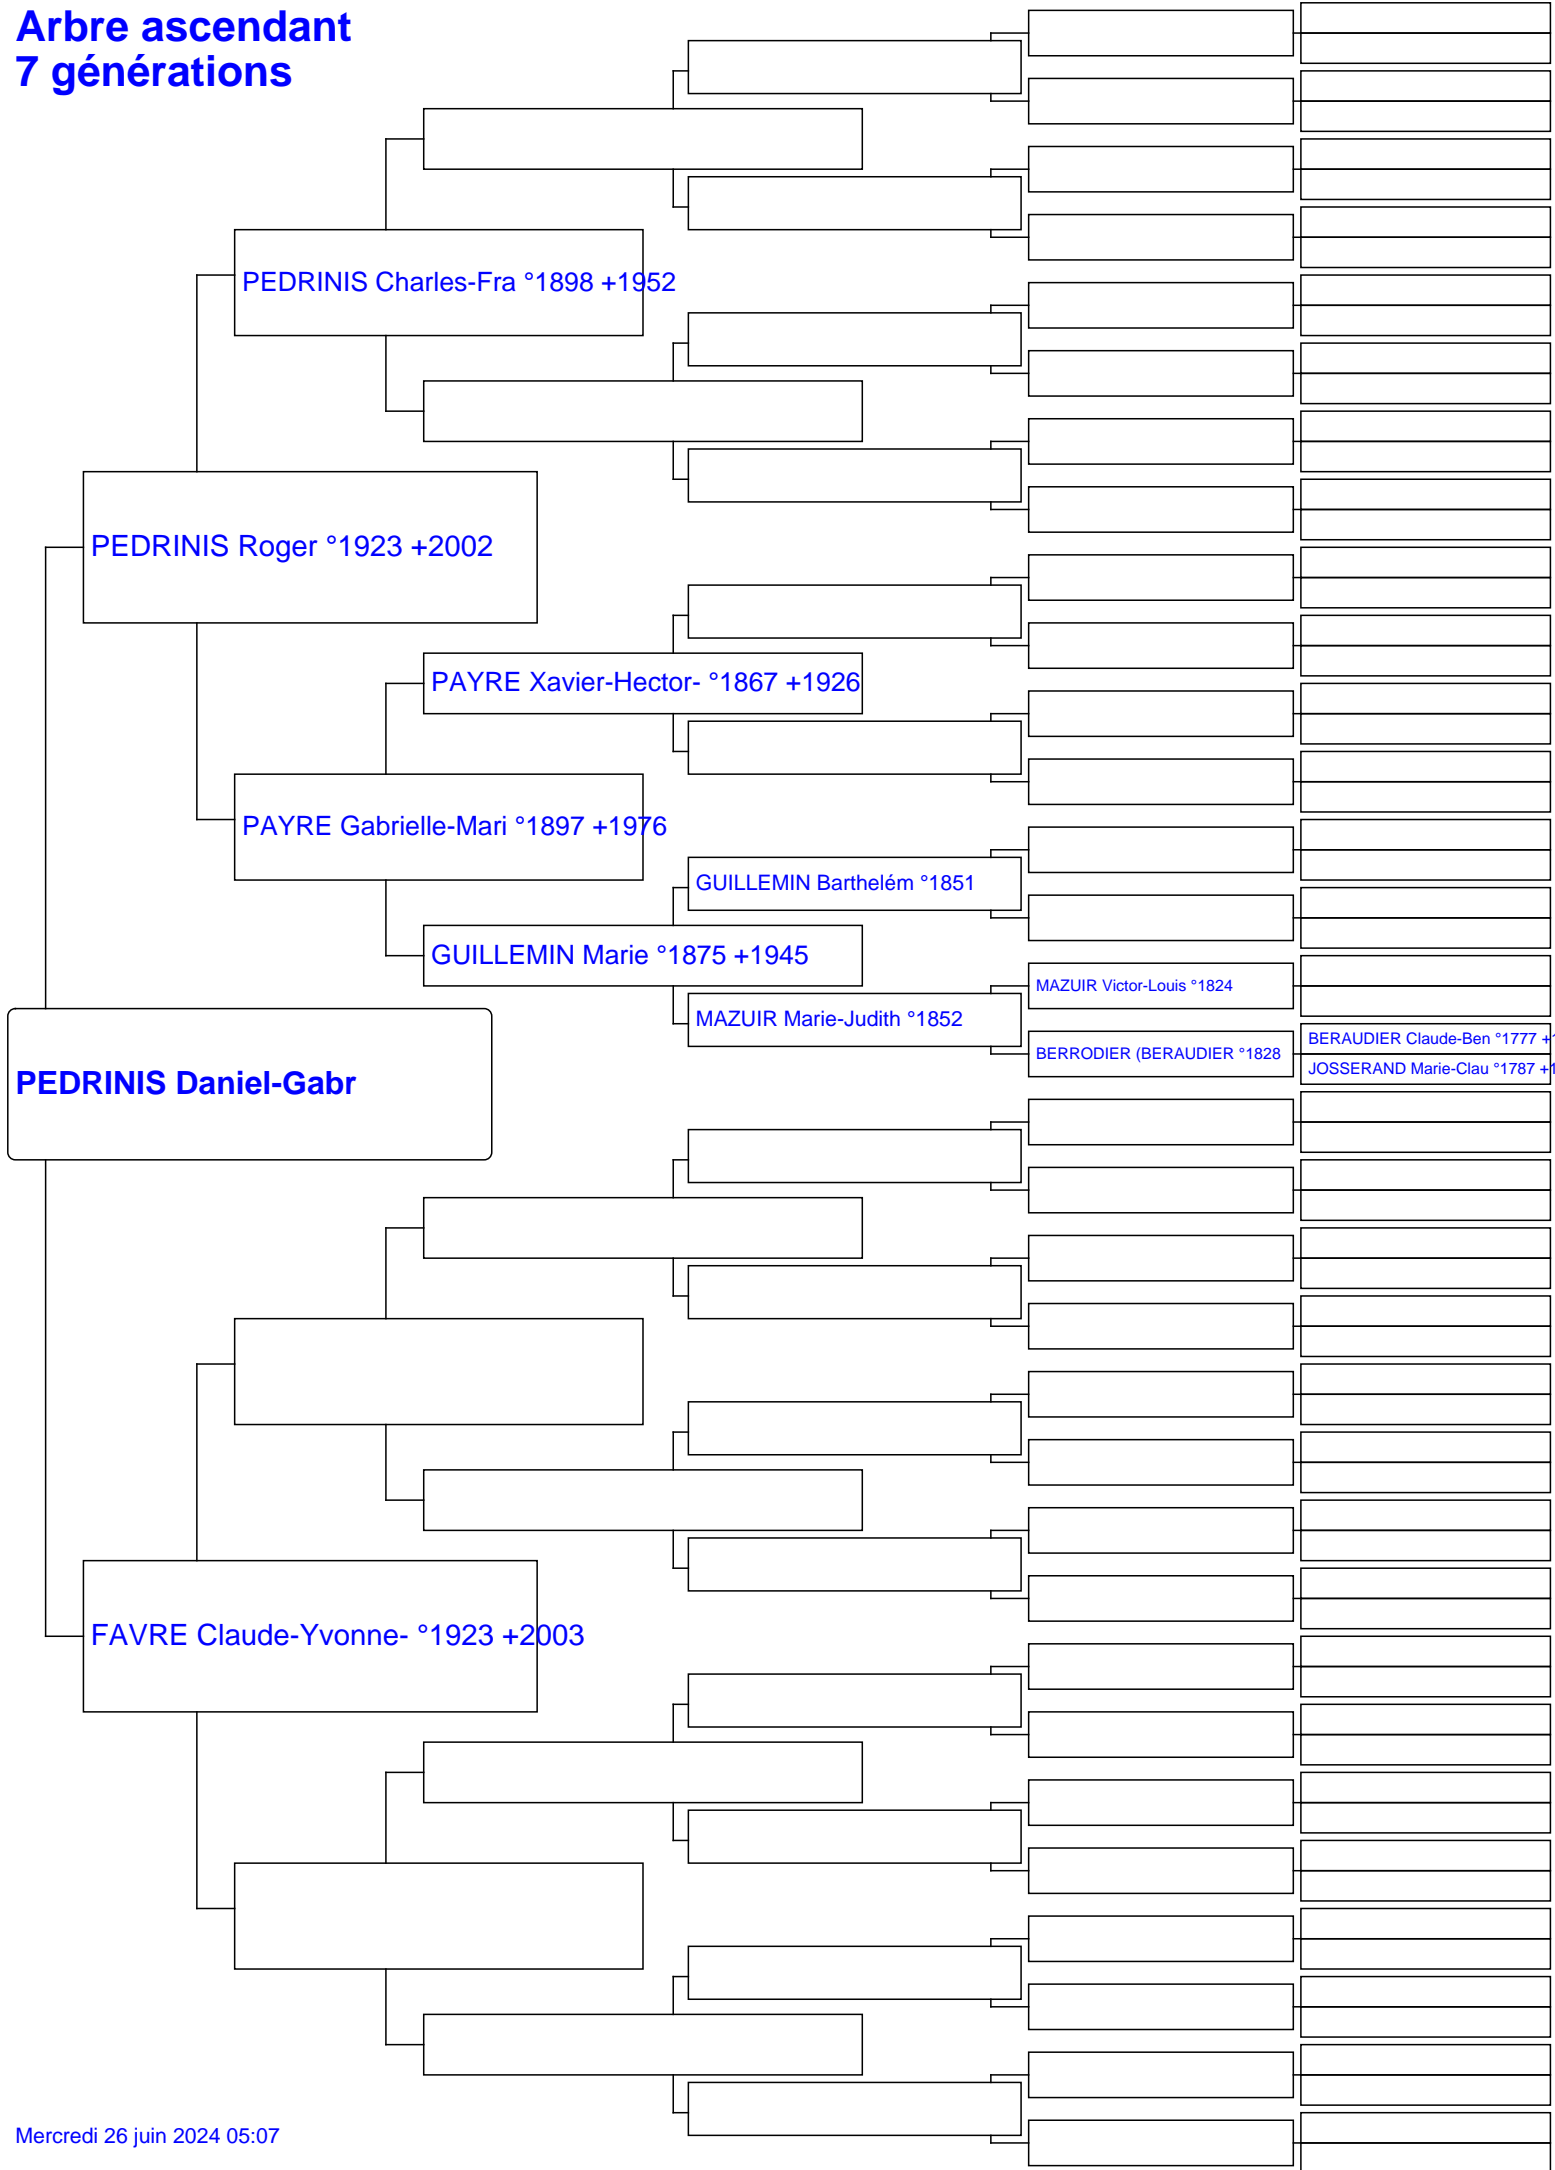 Arbre ascendant
7 générations
PEDRINIS Charles-Fra °1898 +1952
PEDRINIS Roger °1923 +2002
PAYRE Xavier-Hector- °1867 +1926
PAYRE Gabrielle-Mari °1897 +1976
GUILLEMIN Barthelém °1851
GUILLEMIN Marie °1875 +1945
MAZUIR Victor-Louis °1824
MAZUIR Marie-Judith °1852
BERRODIER (BERAUDIER °1828
BERAUDIER Claude-Ben °1777 +1
JOSSERAND Marie-Clau °1787 +1
PEDRINIS Daniel-Gabr
FAVRE Claude-Yvonne- °1923 +2003
Mercredi 26 juin 2024 05:07